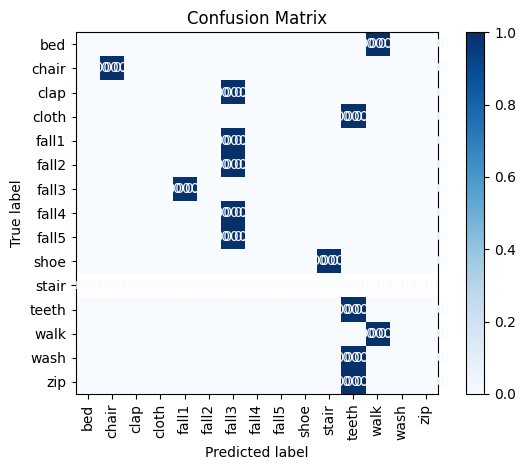 Confusion Matrix
True label
bed
chair
clap
cloth
fall1
fall2
fall3
fall4
fall5
shoe
stair
teeth
walk
wash
zip
bed
chair
clap
cloth
fall1
fall2
fall3
fall4
fall5
shoe
stair
teeth
walk
wash
zip
Predicted label
1.0
0.8
0.6
0.4
0.2
0.0